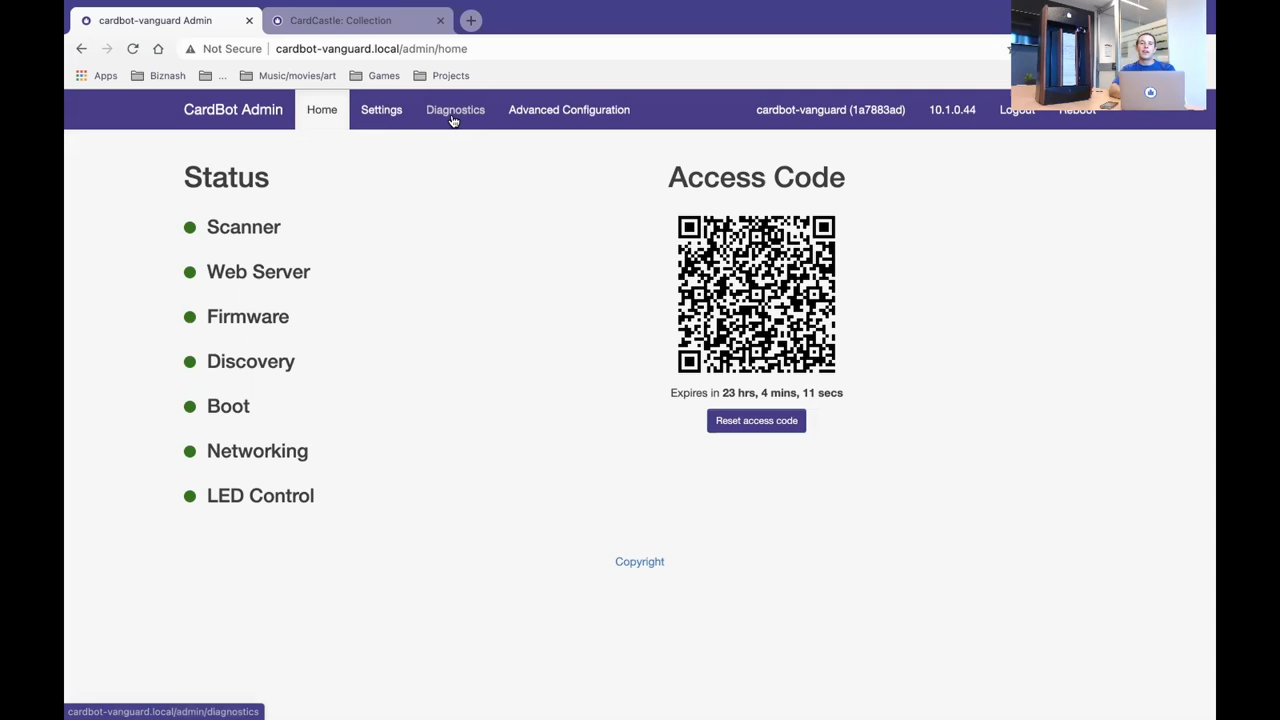 cardbot-vanguard Admin
CardCastle: Collection
Not Secure
cardbot-vanguard.local/admin/home
Apps
Biznash
...
Music/movies/art
Games
Projects
CardBot Admin
Home
Settings
Diagnostics
Advanced Configuration
cardbot-vanguard (1a7883ad)
10.1.0.44
Logout
Reboot
Status
Scanner
Web Server
Firmware
Discovery
Boot
Networking
LED Control
Access Code
Expires in 23 hrs, 4 mins, 11 secs
Reset access code
Copyright
cardbot-vanguard.local/admin/diagnostics